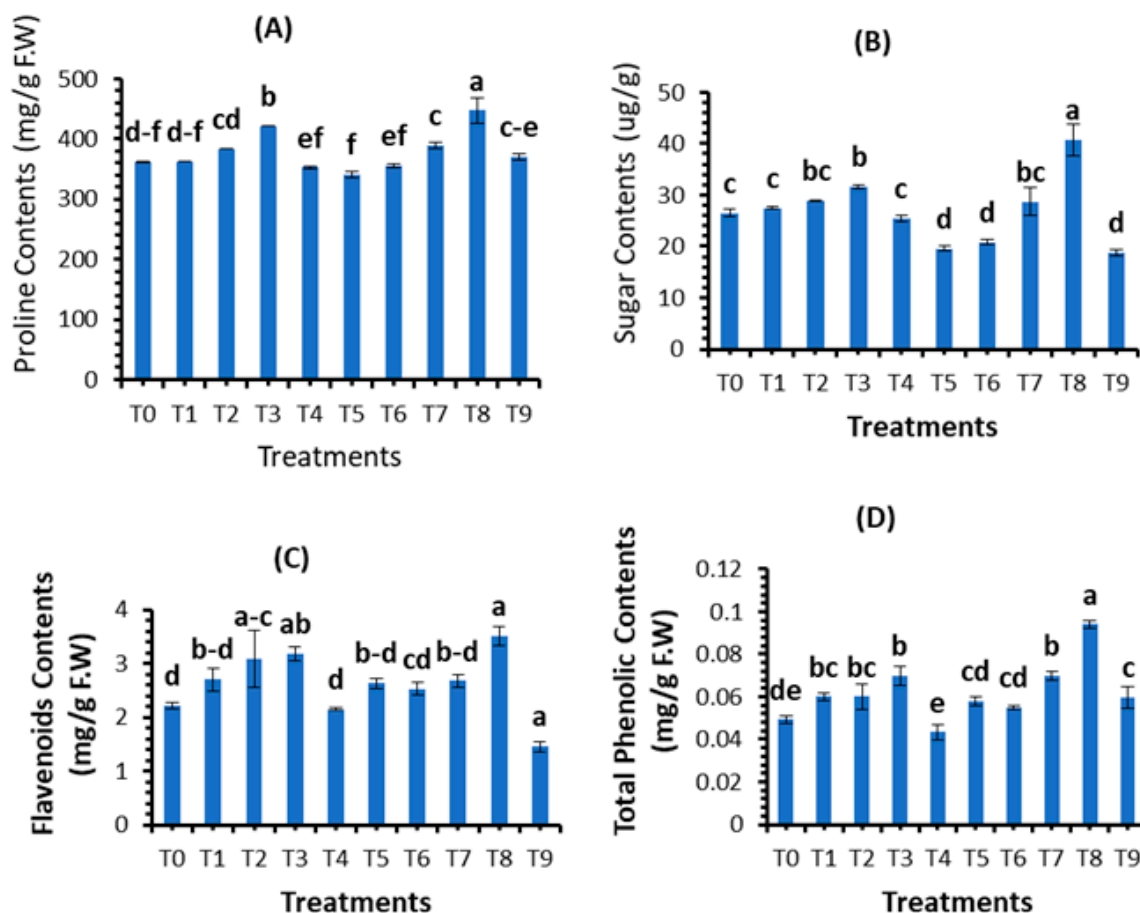 (A)
Proline Contents (mg/g F.W)
500
400
300
200
100
0
d-f d-f cd b ef f ef c a c-e
T0 T1 T2 T3 T4 T5 T6 T7 T8 T9
Treatments
(B)
Sugar Contents (ug/g)
50
40
30
20
10
0
c c bc b c d d bc a d
T0 T1 T2 T3 T4 T5 T6 T7 T8 T9
Treatments
(C)
Flavenoids Contents
(mg/g F.W)
4
3
2
1
0
d b-d a-c ab d b-d cd b-d a a
T0 T1 T2 T3 T4 T5 T6 T7 T8 T9
Treatments
(D)
Total Phenolic Contents
(mg/g F.W)
0.12
0.1
0.08
0.06
0.04
0.02
0
de bc bc b e cd cd b a c
T0 T1 T2 T3 T4 T5 T6 T7 T8 T9
Treatments